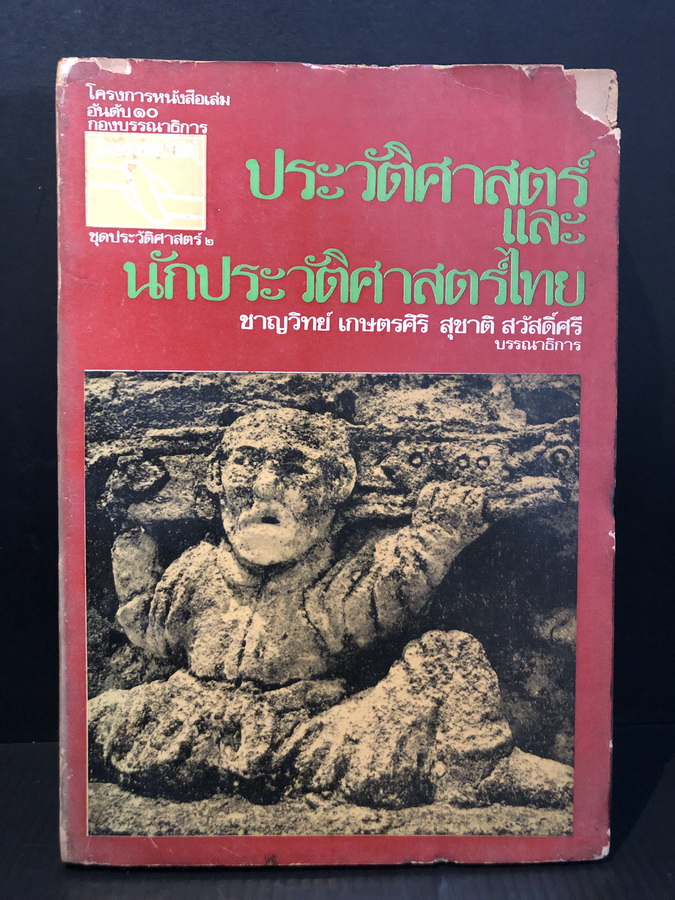 โครงการหนังสือเล่ม
อันดับ ๑๐
กองบรรณาธิการ
ชุดประวัติศาสตร์ ๒
ประวัติศาสตร์
และ
นักประวัติศาสตร์ไทย
ชาญวิทย์ เกษตรศิริ สุชาติ สวัสดิ์ศรี
บรรณาธิการ